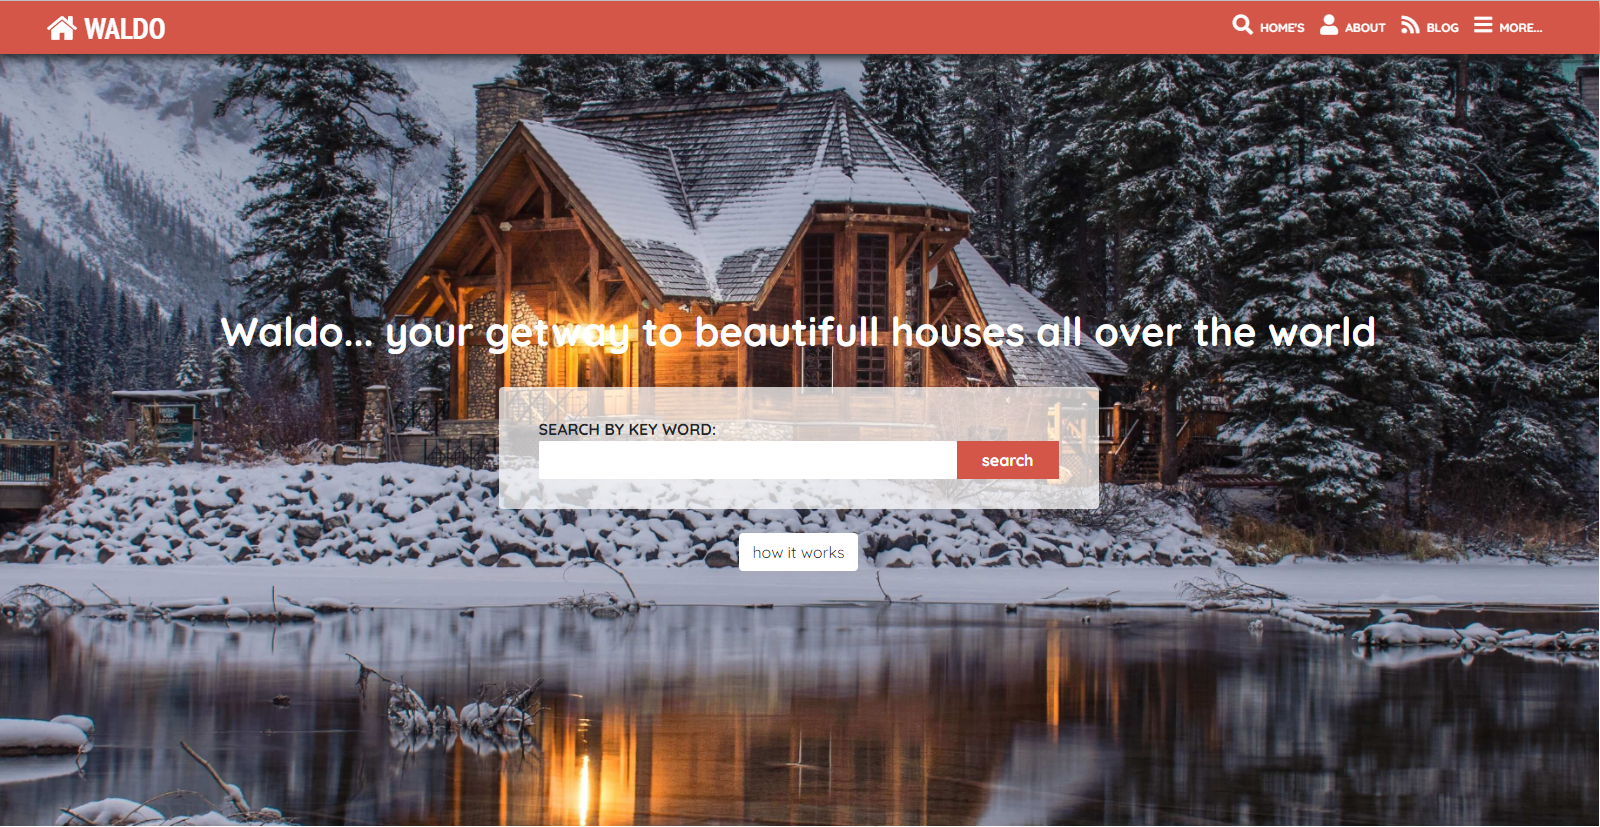 WALDO
HOME'S ABOUT BLOG MORE...
Waldo... your getway to beautifull houses all over the world
SEARCH BY KEY WORD:
search
how it works